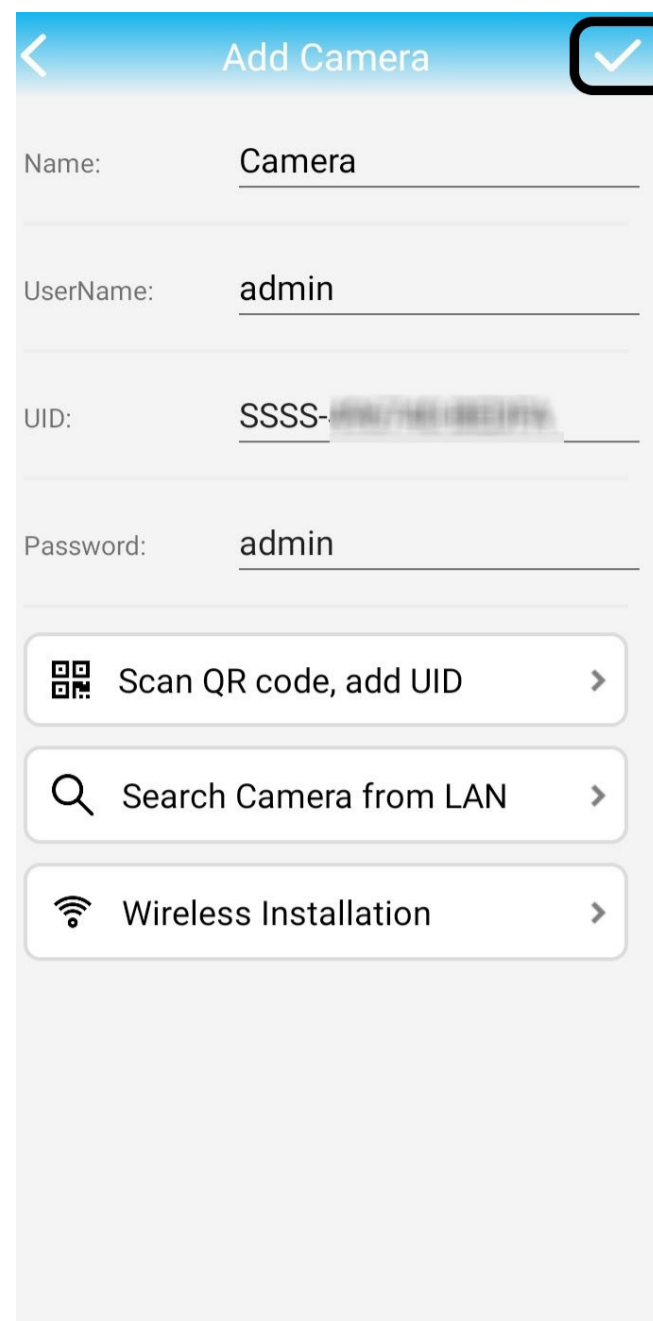 Add Camera
Name: Camera
UserName: admin
UID: SSSS-
Password: admin
Scan QR code, add UID
Search Camera from LAN
Wireless Installation